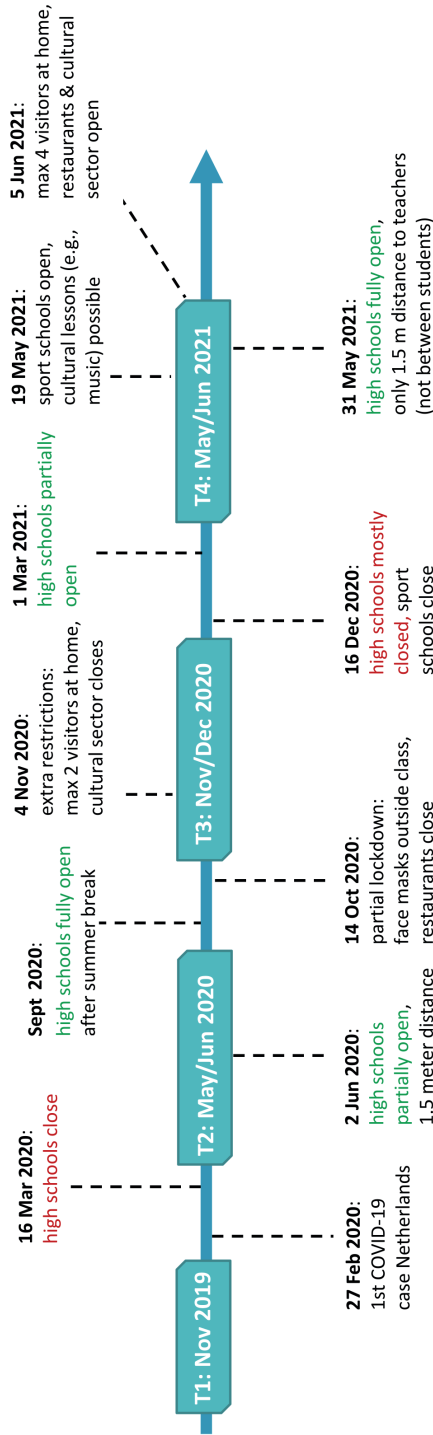 16 Mar 2020:
high schools close
Sept 2020:
high schools fully open
after summer break
4 Nov 2020:
extra restrictions:
max 2 visitors at home,
cultural sector closes
1 Mar 2021:
high schools partially
open
19 May 2021:
sport schools open,
cultural lessons (e.g.,
music) possible
5 Jun 2021:
max 4 visitors at home,
restaurants & cultural
sector open
T1: Nov 2019
T2: May/Jun 2020
T3: Nov/Dec 2020
T4: May/Jun 2021
27 Feb 2020:
1st COVID-19
case Netherlands
2 Jun 2020:
high schools
partially open,
1.5 meter distance
14 Oct 2020:
partial lockdown:
face masks outside class,
restaurants close
16 Dec 2020:
high schools mostly
closed, sport
schools close
31 May 2021:
high schools fully open,
only 1.5 m distance to teachers
(not between students)